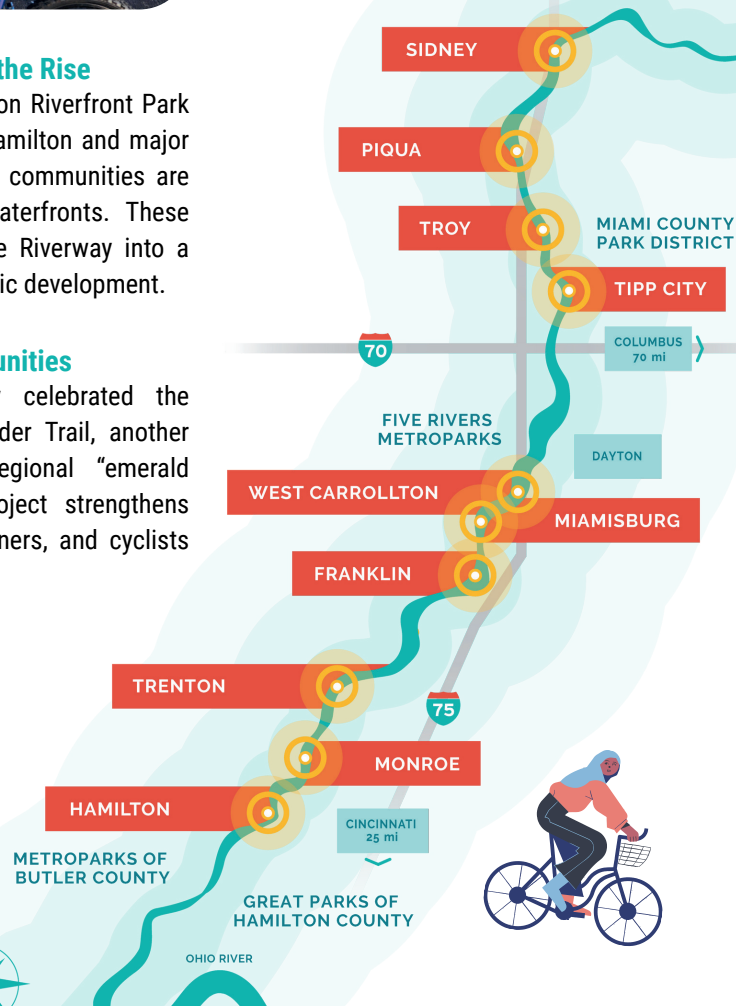 the Rise
on Riverfront Park
amilton and major
communities are
aterfronts. These
e Riverway into a
ic development.
unities
celebrated the
der Trail, another
egional “emerald
oject strengthens
ners, and cyclists
SIDNEY
PIQUA
TROY
MIAMI COUNTY
PARK DISTRICT
TIPP CITY
COLUMBUS
70 mi
70
FIVE RIVERS
METROPARKS
DAYTON
WEST CARROLLTON
MIAMISBURG
FRANKLIN
TRENTON
75
MONROE
HAMILTON
CINCINNATI
25 mi
METROPARKS OF
BUTLER COUNTY
GREAT PARKS OF
HAMILTON COUNTY
OHIO RIVER